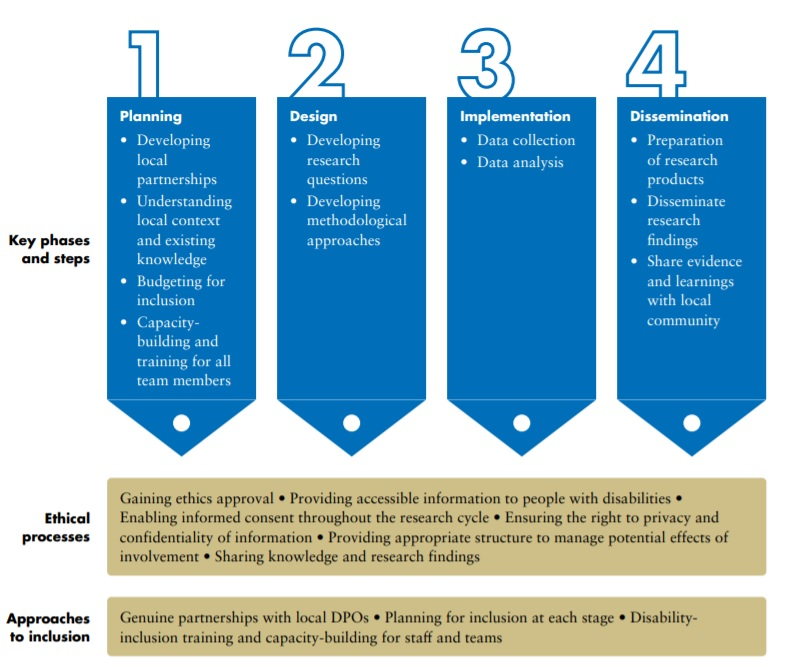 1
2
3
4
Key phases
and steps
Planning
• Developing
local
partnerships
• Understanding
local context
and existing
knowledge
• Budgeting for
inclusion
• Capacity-
building and
training for all
team members
Design
• Developing
research
questions
• Developing
methodological
approaches
Implementation
• Data collection
• Data analysis
Dissemination
• Preparation
of research
products
• Disseminate
research
findings
• Share evidence
and learnings
with local
community
Ethical
processes
Gaining ethics approval • Providing accessible information to people with disabilities •
Enabling informed consent throughout the research cycle • Ensuring the right to privacy and
confidentiality of information • Providing appropriate structure to manage potential effects of
involvement • Sharing knowledge and research findings
Approaches
to inclusion
Genuine partnerships with local DPOs • Planning for inclusion at each stage • Disability-
inclusion training and capacity-building for staff and teams